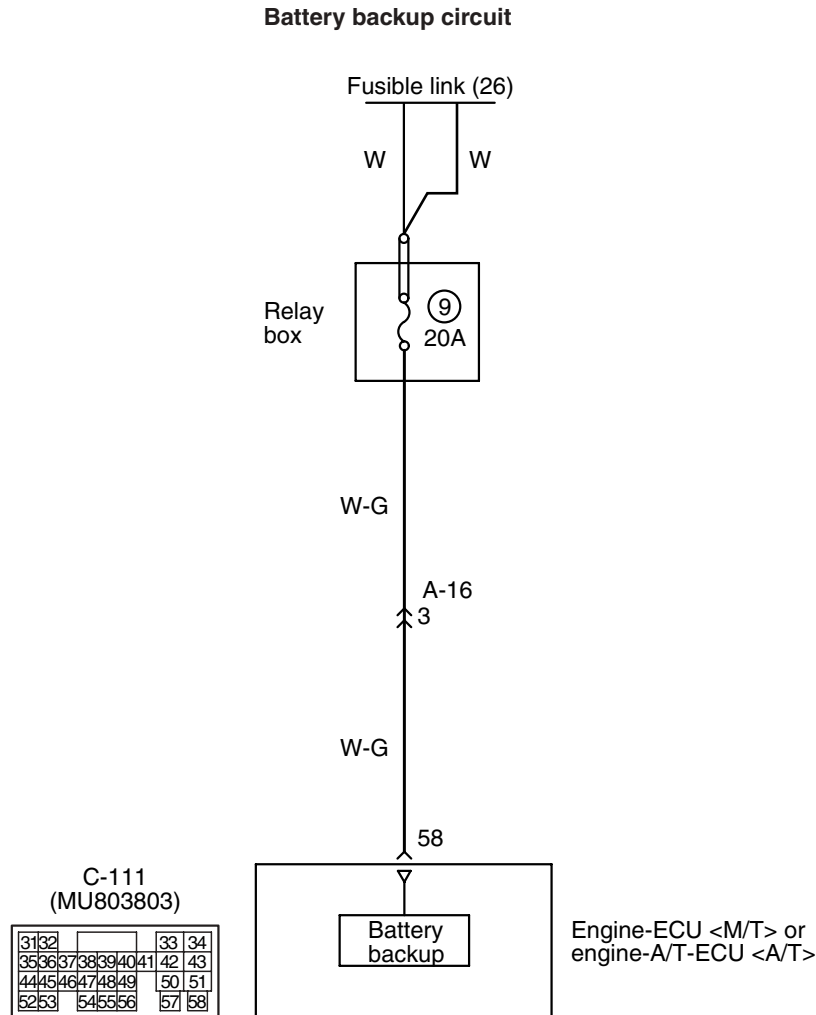 Battery backup circuit
Fusible link (26)
W W
Relay
box
9
20A
W-G
A-16
3
W-G
58
C-111
(MU803803)
31 32 33 34
35 36 37 38 39 40 41 42 43
44 45 46 47 48 49 50 51
52 53 54 55 56 57 58
Battery
backup
Engine-ECU <M/T> or
engine-A/T-ECU <A/T>